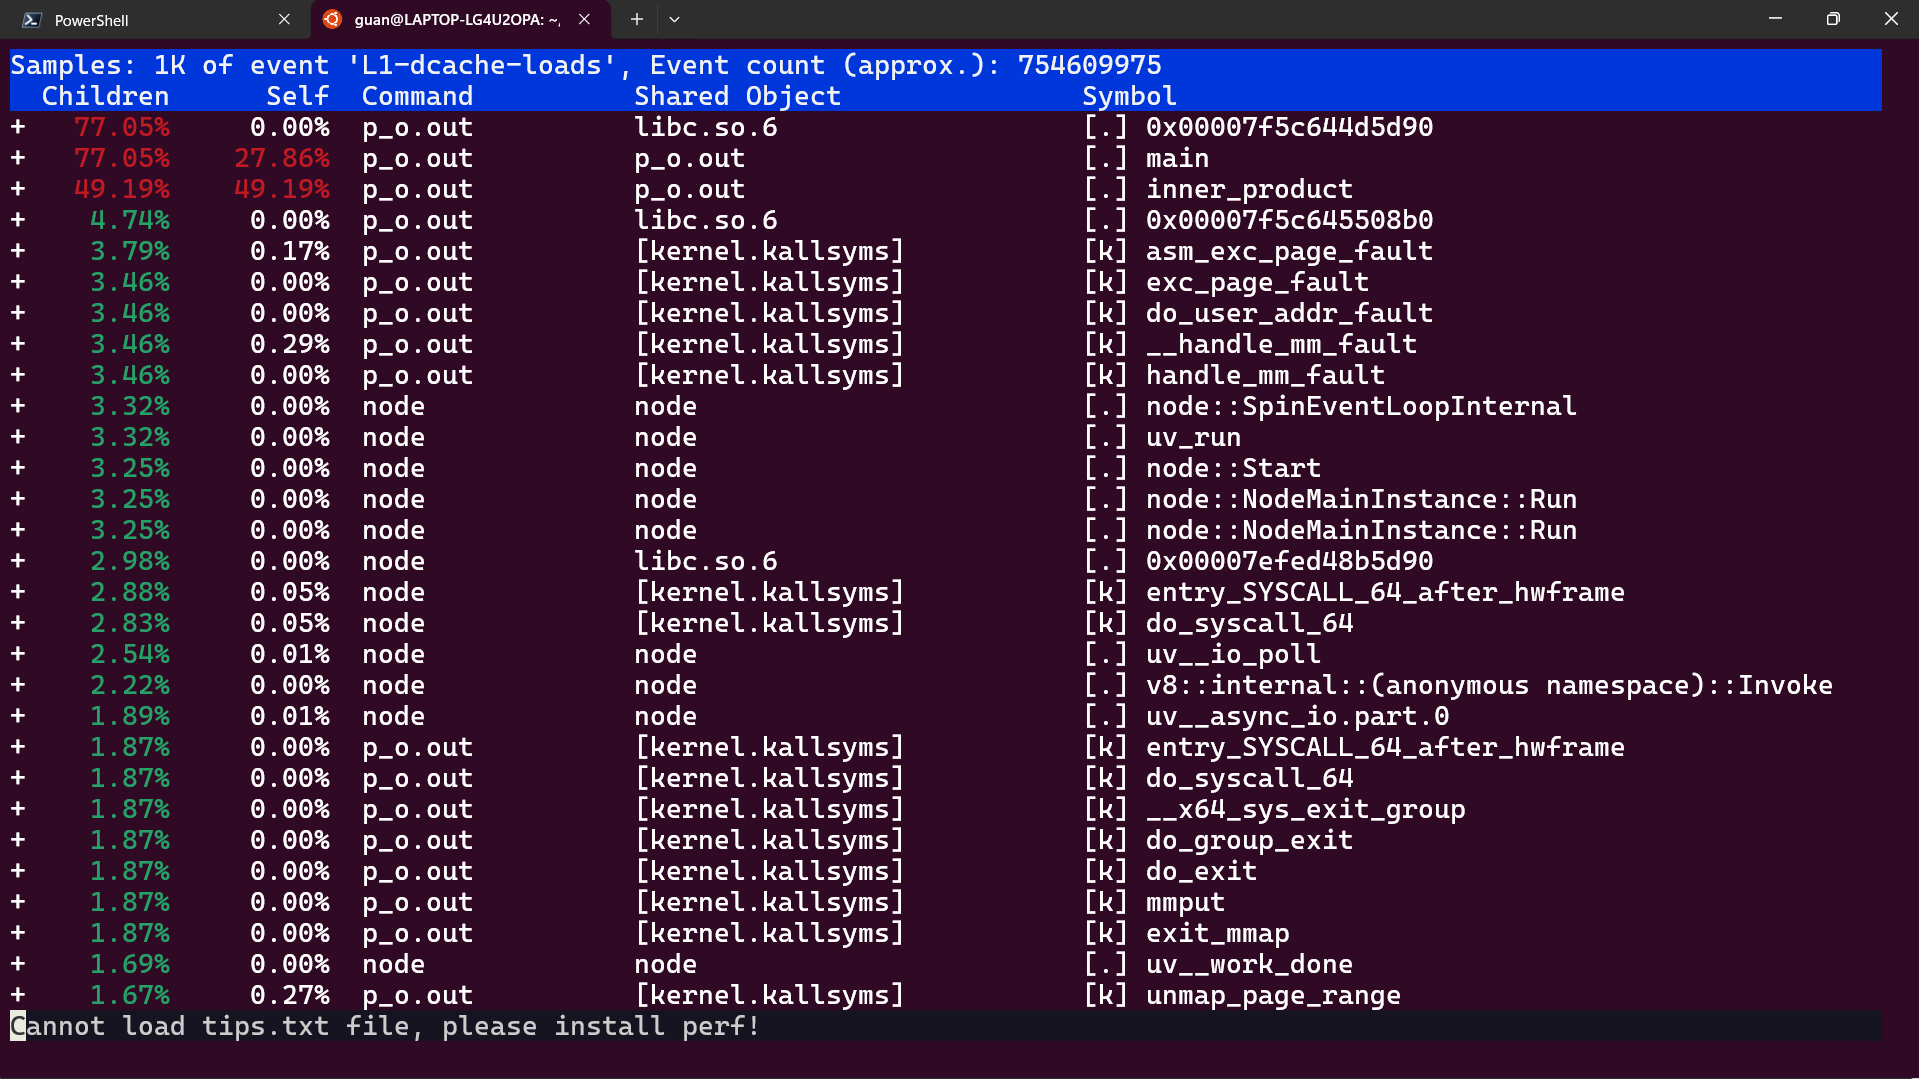 PowerShell
guan@LAPTOP-LG4U2OPA: ~,
Samples: 1K of event 'L1-dcache-loads', Event count (approx.): 754609975
Children Self Command Shared Object Symbol
+ 77.05% 0.00% p_o.out libc.so.6 [.] 0x00007f5c644d5d90
+ 77.05% 27.86% p_o.out p_o.out [.] main
+ 49.19% 49.19% p_o.out p_o.out [.] inner_product
+ 4.74% 0.00% p_o.out libc.so.6 [.] 0x00007f5c645508b0
+ 3.79% 0.17% p_o.out [kernel.kallsyms] [k] asm_exc_page_fault
+ 3.46% 0.00% p_o.out [kernel.kallsyms] [k] exc_page_fault
+ 3.46% 0.00% p_o.out [kernel.kallsyms] [k] do_user_addr_fault
+ 3.46% 0.29% p_o.out [kernel.kallsyms] [k] __handle_mm_fault
+ 3.46% 0.00% p_o.out [kernel.kallsyms] [k] handle_mm_fault
+ 3.32% 0.00% node node [.] node::SpinEventLoopInternal
+ 3.32% 0.00% node node [.] uv_run
+ 3.25% 0.00% node node [.] node::Start
+ 3.25% 0.00% node node [.] node::NodeMainInstance::Run
+ 3.25% 0.00% node node [.] node::NodeMainInstance::Run
+ 2.98% 0.00% node libc.so.6 [.] 0x00007efed48b5d90
+ 2.88% 0.05% node [kernel.kallsyms] [k] entry_SYSCALL_64_after_hwframe
+ 2.83% 0.05% node [kernel.kallsyms] [k] do_syscall_64
+ 2.54% 0.01% node node [.] uv__io_poll
+ 2.22% 0.00% node node [.] v8::internal::(anonymous namespace)::Invoke
+ 1.89% 0.01% node node [.] uv__async_io.part.0
+ 1.87% 0.00% p_o.out [kernel.kallsyms] [k] entry_SYSCALL_64_after_hwframe
+ 1.87% 0.00% p_o.out [kernel.kallsyms] [k] do_syscall_64
+ 1.87% 0.00% p_o.out [kernel.kallsyms] [k] __x64_sys_exit_group
+ 1.87% 0.00% p_o.out [kernel.kallsyms] [k] do_group_exit
+ 1.87% 0.00% p_o.out [kernel.kallsyms] [k] do_exit
+ 1.87% 0.00% p_o.out [kernel.kallsyms] [k] mmput
+ 1.87% 0.00% p_o.out [kernel.kallsyms] [k] exit_mmap
+ 1.69% 0.00% node node [.] uv__work_done
+ 1.67% 0.27% p_o.out [kernel.kallsyms] [k] unmap_page_range
Cannot load tips.txt file, please install perf!